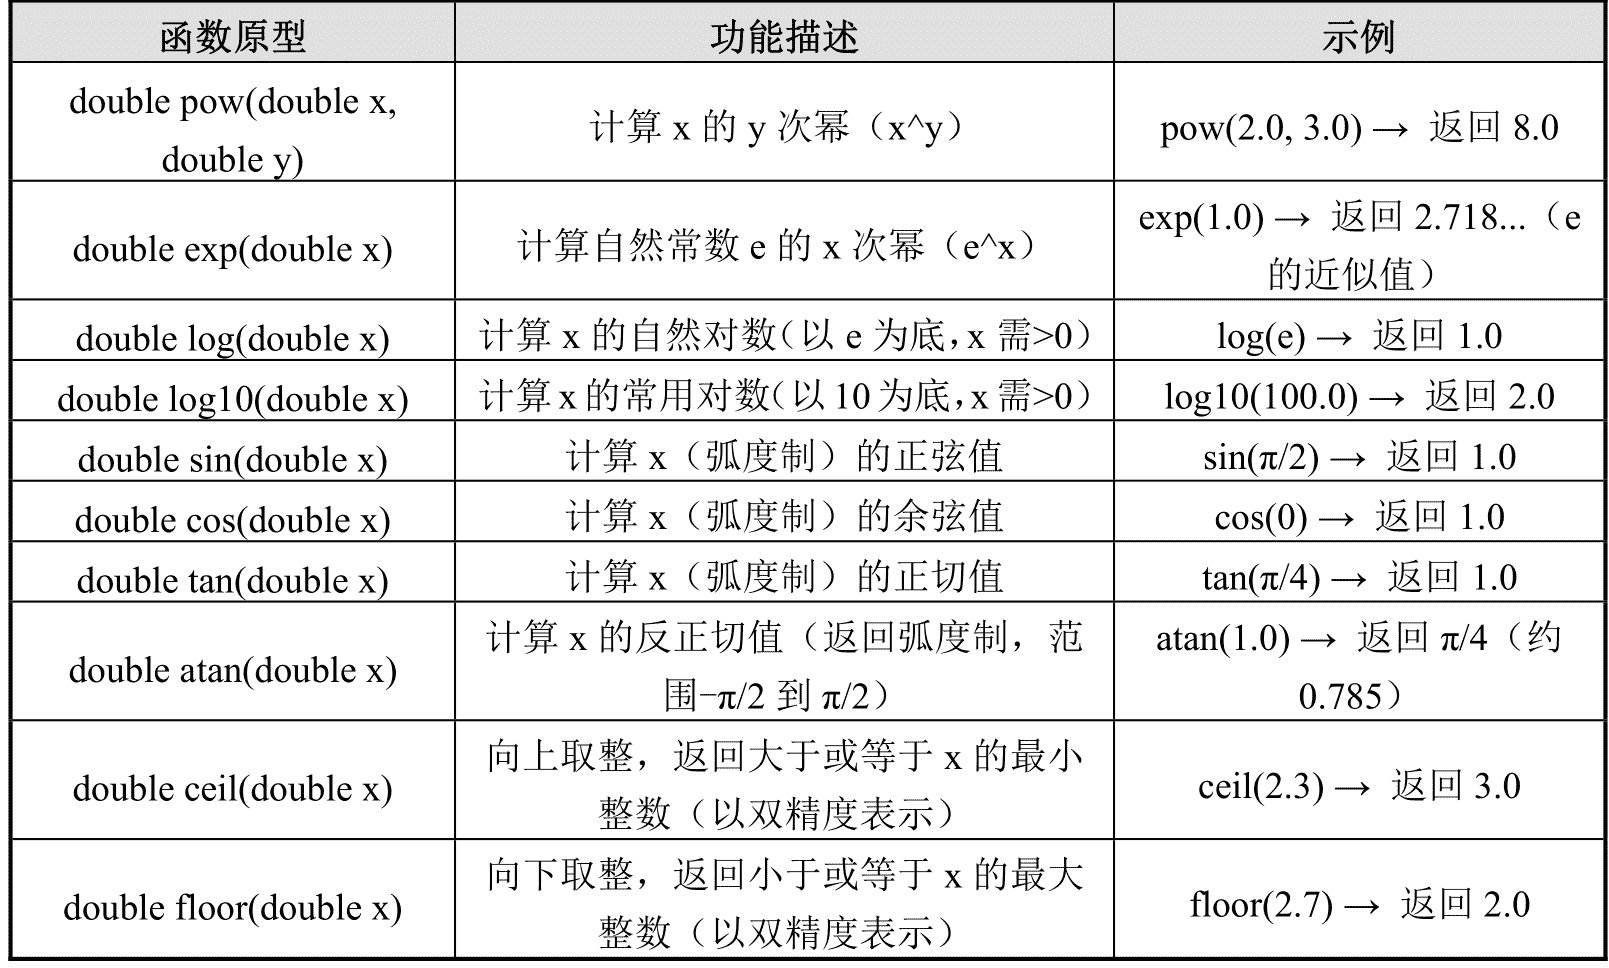 函数原型 功能描述 示例
double pow(double x,
double y)
计算 x 的 y 次幂（x^y）
pow(2.0, 3.0) → 返回 8.0
double exp(double x)
计算自然常数 e 的 x 次幂（e^x）
exp(1.0) → 返回 2.718...（e
的近似值）
double log(double x)
计算 x 的自然对数（以 e 为底，x 需>0）
log(e) → 返回 1.0
double log10(double x)
计算 x 的常用对数（以 10 为底，x 需>0）
log10(100.0) → 返回 2.0
double sin(double x)
计算 x（弧度制）的正弦值
sin(π/2) → 返回 1.0
double cos(double x)
计算 x（弧度制）的余弦值
cos(0) → 返回 1.0
double tan(double x)
计算 x（弧度制）的正切值
tan(π/4) → 返回 1.0
double atan(double x)
计算 x 的反正切值（返回弧度制，范
围-π/2 到 π/2）
atan(1.0) → 返回 π/4（约
0.785）
double ceil(double x)
向上取整，返回大于或等于 x 的最小
整数（以双精度表示）
ceil(2.3) → 返回 3.0
double floor(double x)
向下取整，返回小于或等于 x 的最大
整数（以双精度表示）
floor(2.7) → 返回 2.0